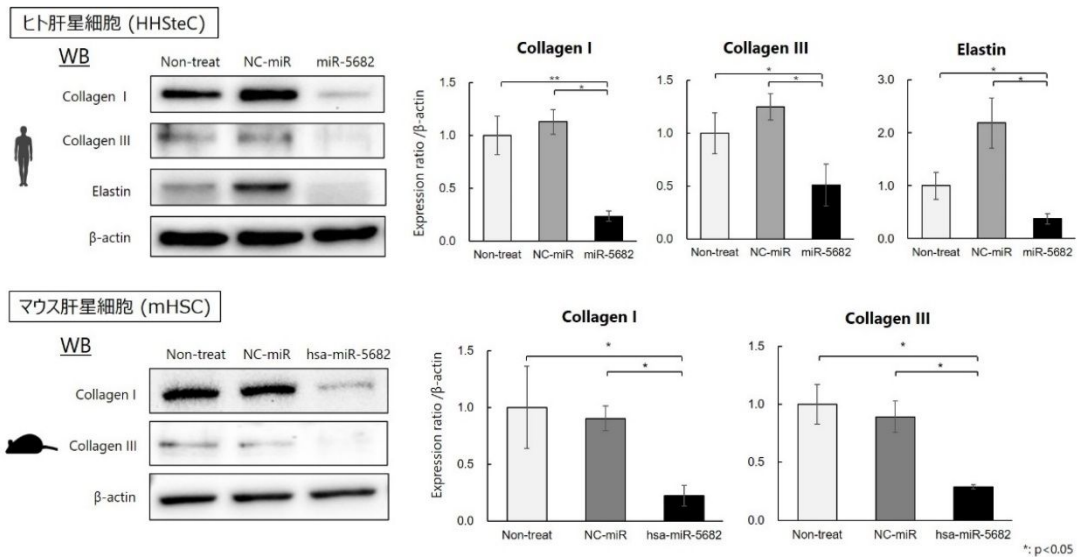 ヒト肝星細胞 (HHSteC)
WB
Non-treat NC-miR miR-5682
Collagen I
Collagen III
Elastin
β-actin
Collagen I
Expression ratio /β-actin
1.5
1.0
0.5
0.0
** 
*
Non-treat NC-miR miR-5682
Collagen III
1.5
1.0
0.5
0.0
*
*
Non-treat NC-miR miR-5682
Elastin
3.0
2.0
1.0
0.0
*
*
Non-treat NC-miR miR-5682
マウス肝星細胞 (mHSC)
WB
Non-treat NC-miR hsa-miR-5682
Collagen I
Collagen III
β-actin
Collagen I
Expression ratio /β-actin
1.5
1.0
0.5
0.0
*
*
Non-treat NC-miR hsa-miR-5682
Collagen III
1.5
1.0
0.5
0.0
*
*
Non-treat NC-miR hsa-miR-5682
*: p<0.05